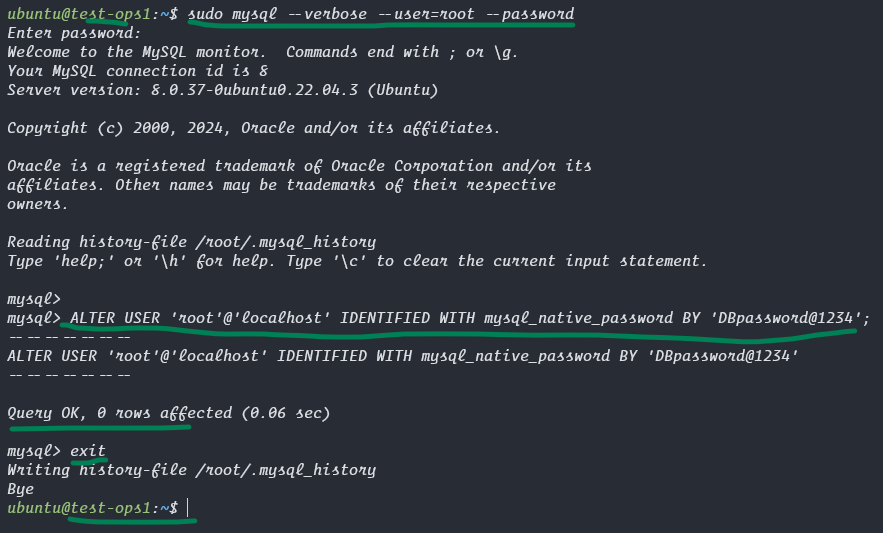 ubuntu@test-ops1:~$ sudo mysql --verbose --user=root --password
Enter password:
Welcome to the MySQL monitor.  Commands end with ; or \g.
Your MySQL connection id is 8
Server version: 8.0.37-0ubuntu0.22.04.3 (Ubuntu)
Copyright (c) 2000, 2024, Oracle and/or its affiliates.
Oracle is a registered trademark of Oracle Corporation and/or its
affiliates. Other names may be trademarks of their respective
owners.
Reading history-file /root/.mysql_history
Type 'help;' or '\h' for help. Type '\c' to clear the current input statement.
mysql>
mysql> ALTER USER 'root'@'localhost' IDENTIFIED WITH mysql_native_password BY 'DBpassword@1234';
--------------
ALTER USER 'root'@'localhost' IDENTIFIED WITH mysql_native_password BY 'DBpassword@1234'
--------------
Query OK, 0 rows affected (0.06 sec)
mysql> exit
Writing history-file /root/.mysql_history
Bye
ubuntu@test-ops1:~$